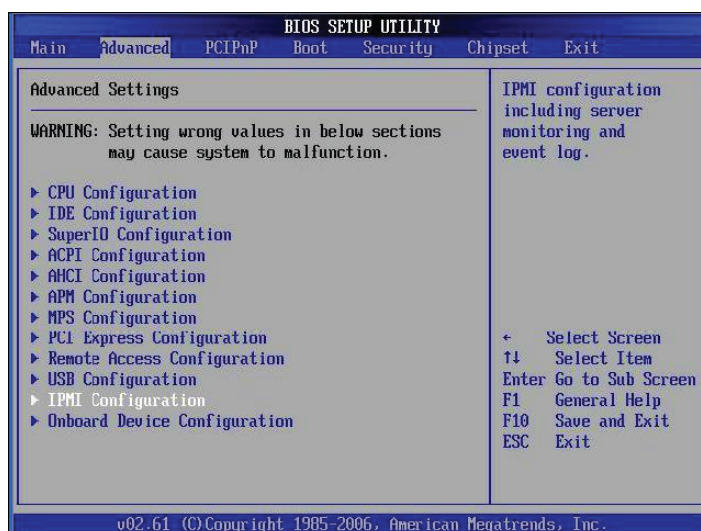 BIOS SETUP UTILITY
Main Advanced PCIPnP Boot Security Chipset Exit
Advanced Settings
WARNING: Setting wrong values in below sections
may cause system to malfunction.
▶ CPU Configuration
▶ IDE Configuration
▶ SuperIO Configuration
▶ ACPI Configuration
▶ AHCI Configuration
▶ APM Configuration
▶ MPS Configuration
▶ PCI Express Configuration
▶ Remote Access Configuration
▶ USB Configuration
▶ IPMI Configuration
▶ Onboard Device Configuration
IPMI configuration
including server
monitoring and
event log.
← Select Screen
↑↓ Select Item
Enter Go to Sub Screen
F1 General Help
F10 Save and Exit
ESC Exit
v02.61 (C)Copyright 1985-2006, American Megatrends, Inc.